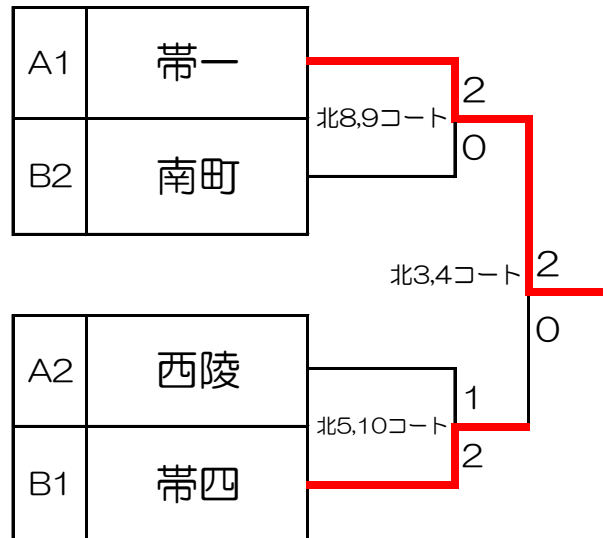 A1 帯一
2
北8,9コート
0
B2 南町
北3,4コート 2
0
A2 西陵
1
北5,10コート
2
B1 帯四